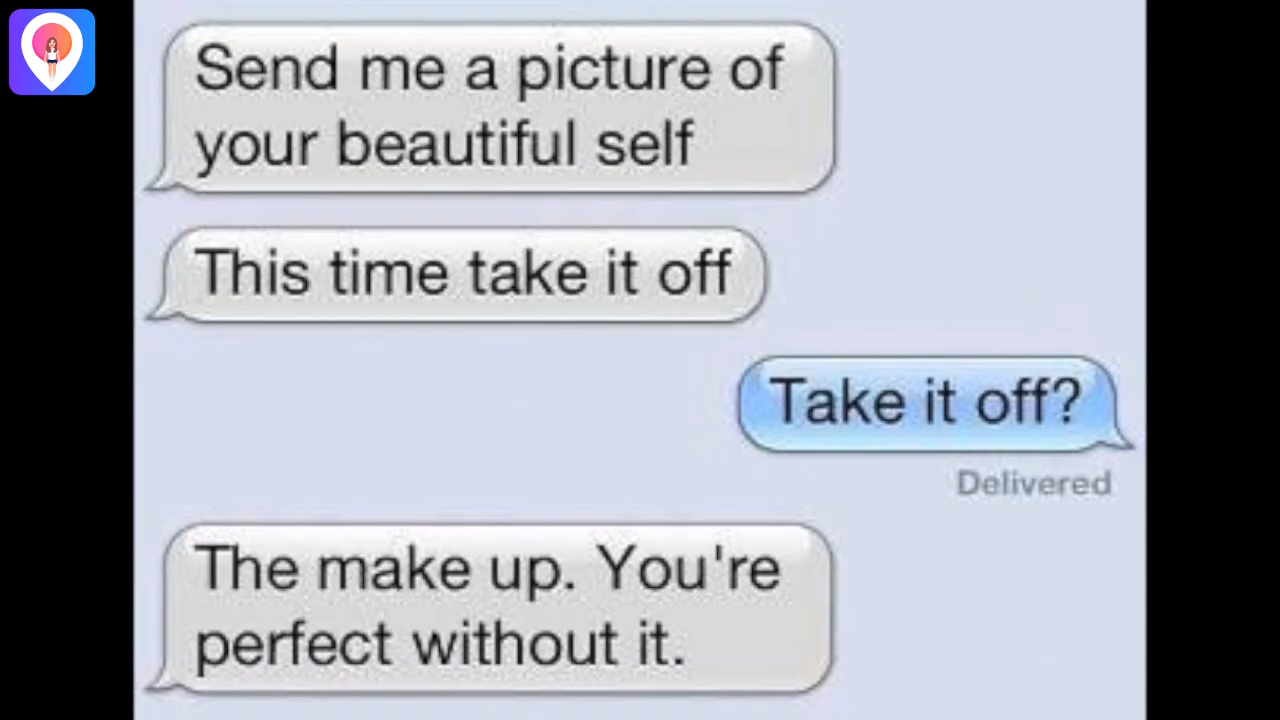 Send me a picture of
your beautiful self
This time take it off
Take it off?
Delivered
The make up. You're
perfect without it.